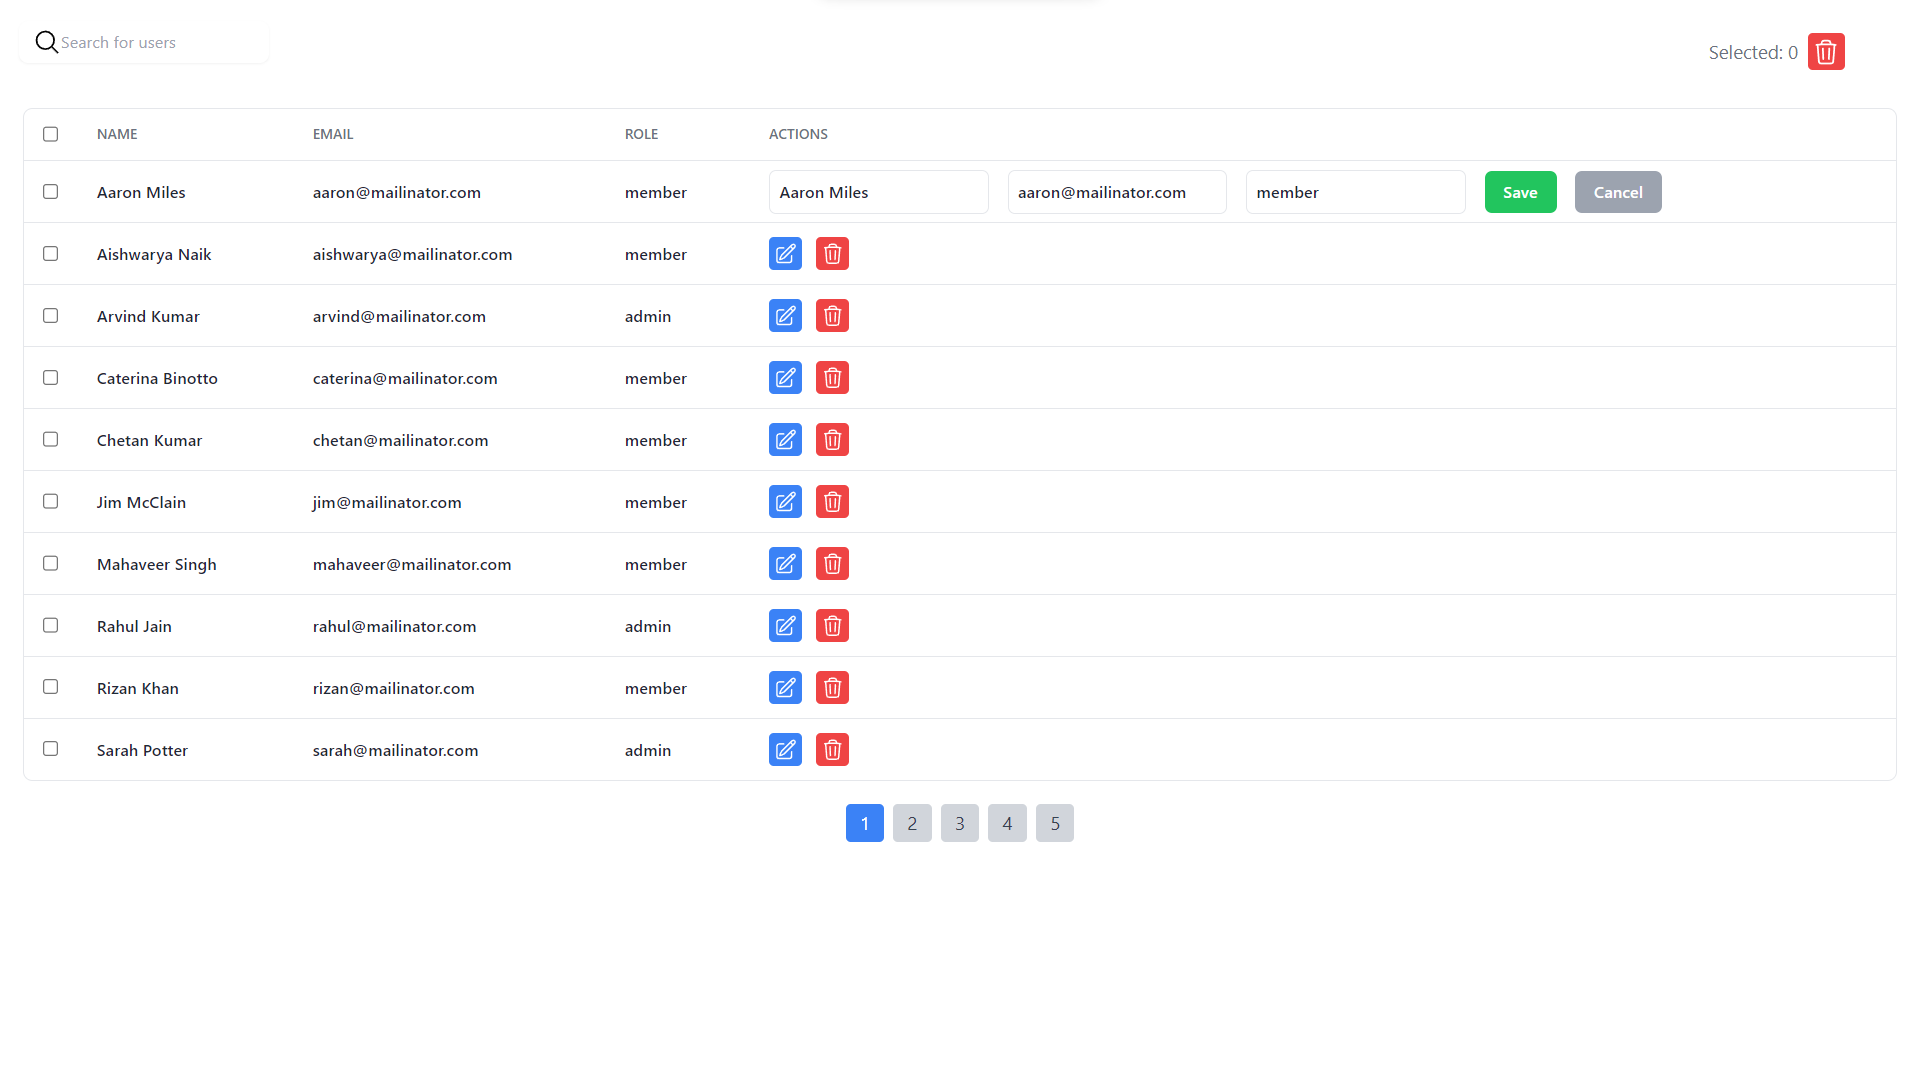 Search for users
Selected: 0
NAME EMAIL ROLE ACTIONS
Aaron Miles aaron@mailinator.com member Aaron Miles aaron@mailinator.com member Save Cancel
Aishwarya Naik aishwarya@mailinator.com member
Arvind Kumar arvind@mailinator.com admin
Caterina Binotto caterina@mailinator.com member
Chetan Kumar chetan@mailinator.com member
Jim McClain jim@mailinator.com member
Mahaveer Singh mahaveer@mailinator.com member
Rahul Jain rahul@mailinator.com admin
Rizan Khan rizan@mailinator.com member
Sarah Potter sarah@mailinator.com admin
1 2 3 4 5